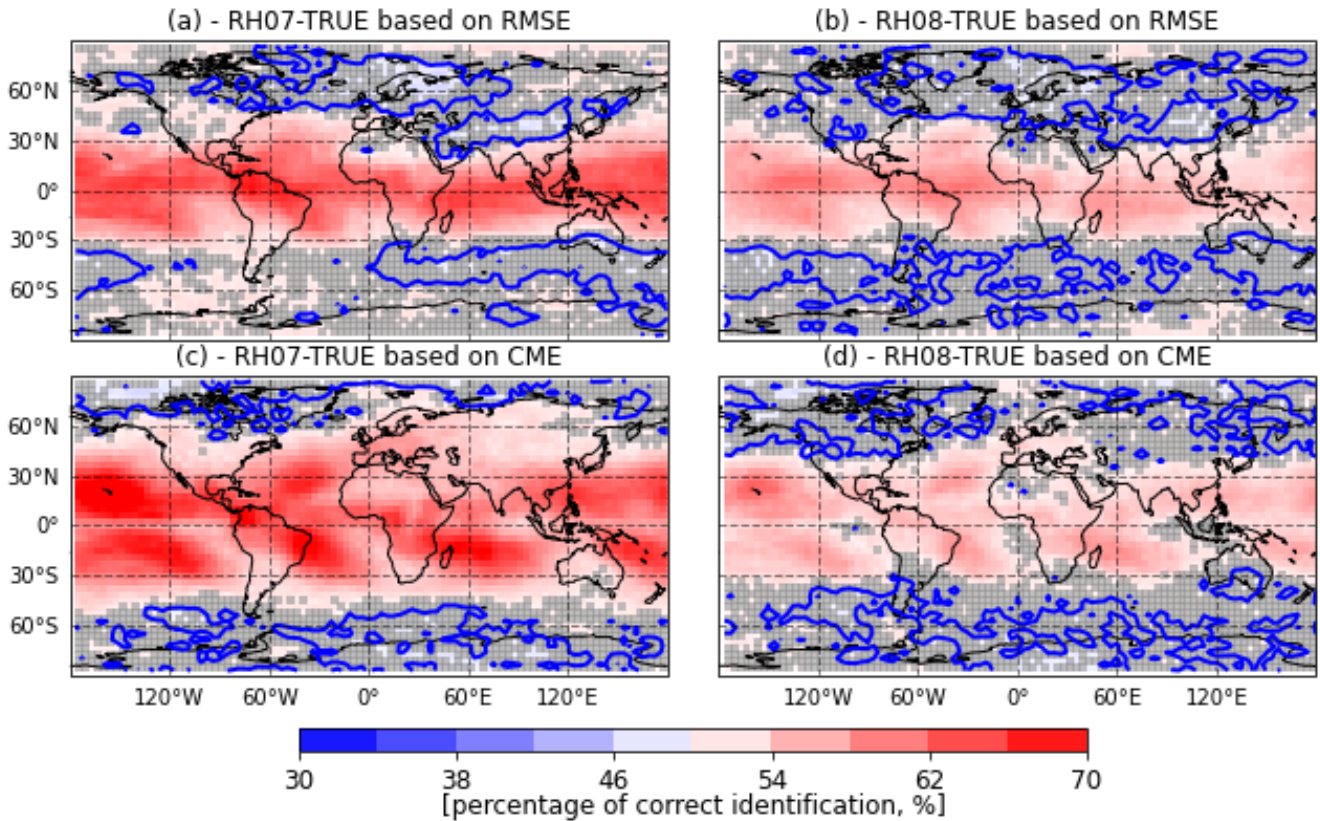 (a) - RH07-TRUE based on RMSE
(b) - RH08-TRUE based on RMSE
60°N
30°N
0°
30°S
60°S
(c) - RH07-TRUE based on CME
(d) - RH08-TRUE based on CME
60°N
30°N
0°
30°S
60°S
120°W 60°W 0° 60°E 120°E
120°W 60°W 0° 60°E 120°E
30 38 46 54 62 70
[percentage of correct identification, %]